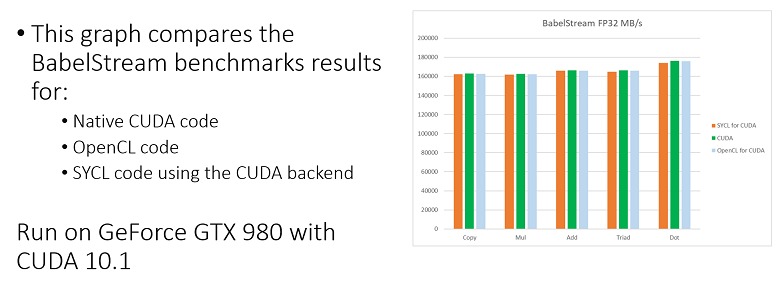 • This graph compares the
BabelStream benchmarks results
for:
• Native CUDA code
• OpenCL code
• SYCL code using the CUDA backend
Run on GeForce GTX 980 with
CUDA 10.1
BabelStream FP32 MB/s
200000
180000
160000
140000
120000
100000
80000
60000
40000
20000
0
Copy Mul Add Triad Dot
SYCL for CUDA
CUDA
OpenCL for CUDA